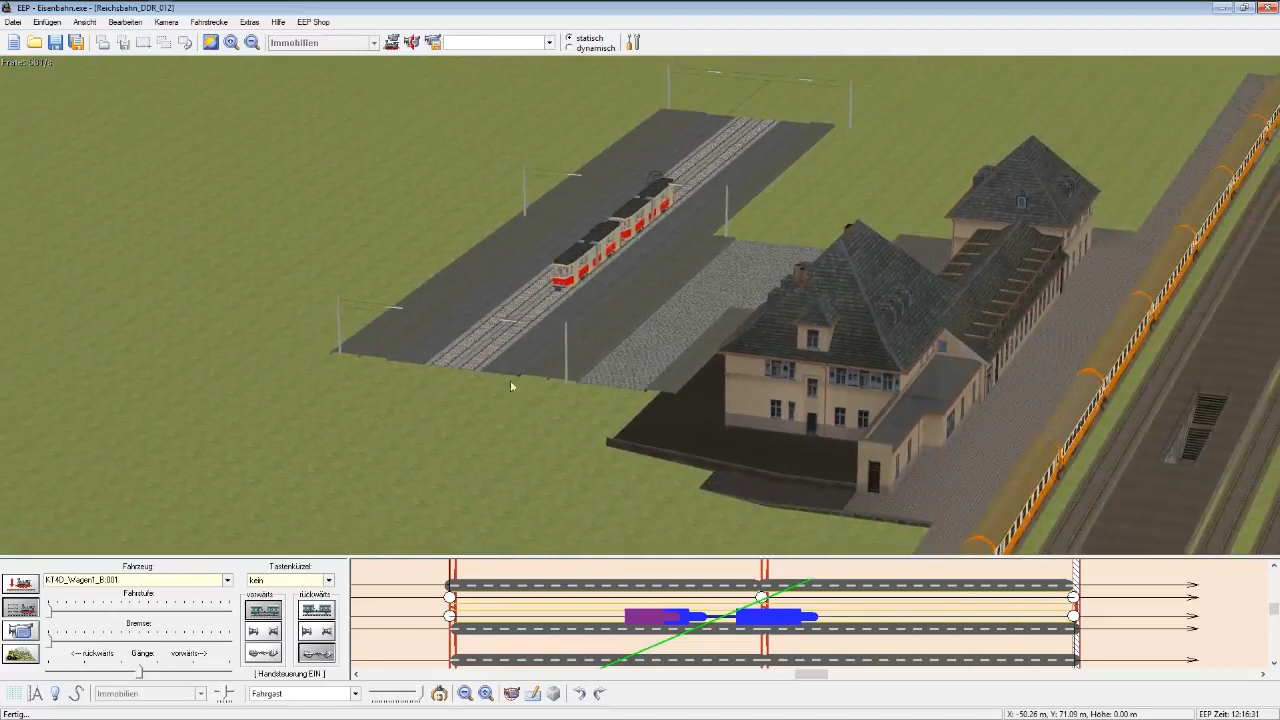 EEP - Eisenbahn.exe - [Reichsbahn_DDR_012]
Datei Einfügen Ansicht Bearbeiten Kamera Fahrstrecke Extras Hilfe EEP Shop
Immobilien
statisch
dynamisch
Fahrzeug: Tastenkürzel:
KT4D_Wagen1_B.001 kein
Fahrstufe: vorwärts rückwärts
Bremse:
<--- rückwärts Gänge: vorwärts-->
[ Handsteuerung EIN ]
Immobilien Fahrgast
Fertig... X: -50.26 m, Y: 71.09 m, Höhe: 0.00 m EEP Zeit: 12:16:31